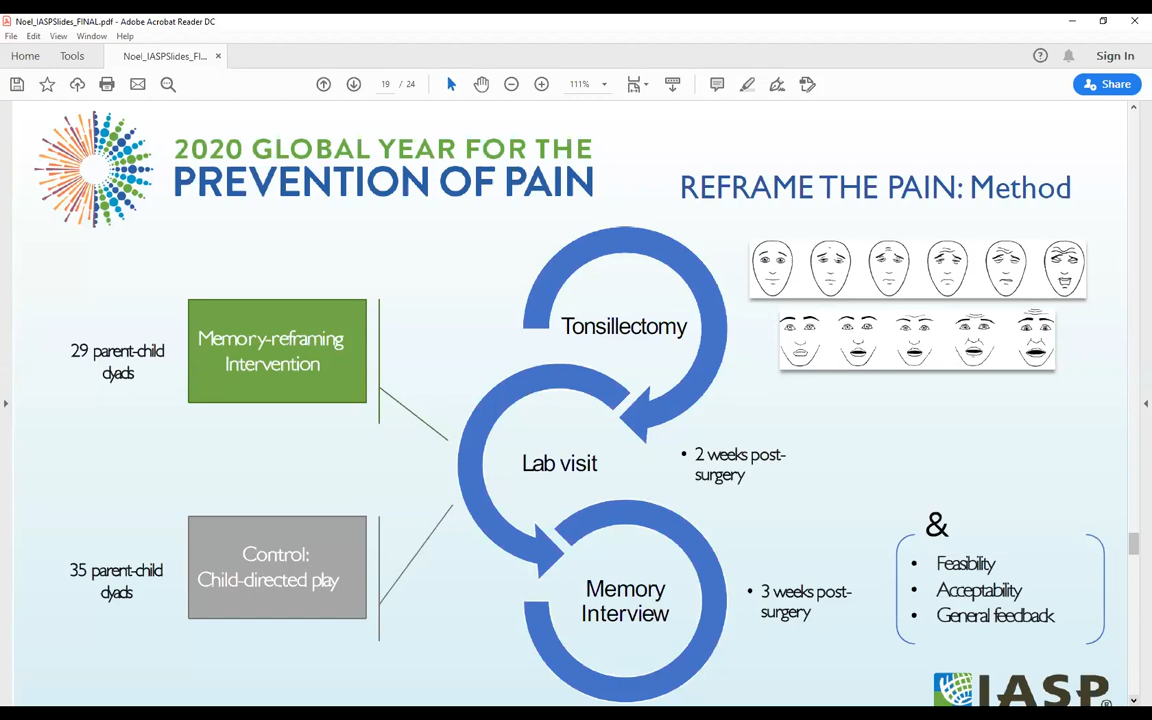 Noel_IASPSlides_FINAL.pdf - Adobe Acrobat Reader DC
File Edit View Window Help
Home Tools Noel_IASPSlides_FI... ×
Sign In
19 / 24
111%
Share
2020 GLOBAL YEAR FOR THE
PREVENTION OF PAIN
REFRAME THE PAIN: Method
29 parent-child
dyads
Memory-reframing
Intervention
Tonsillectomy
Lab visit
• 2 weeks post-
surgery
35 parent-child
dyads
Control:
Child-directed play
Memory
Interview
• 3 weeks post-
surgery
&
• Feasibility
• Acceptability
• General feedback
IASP®